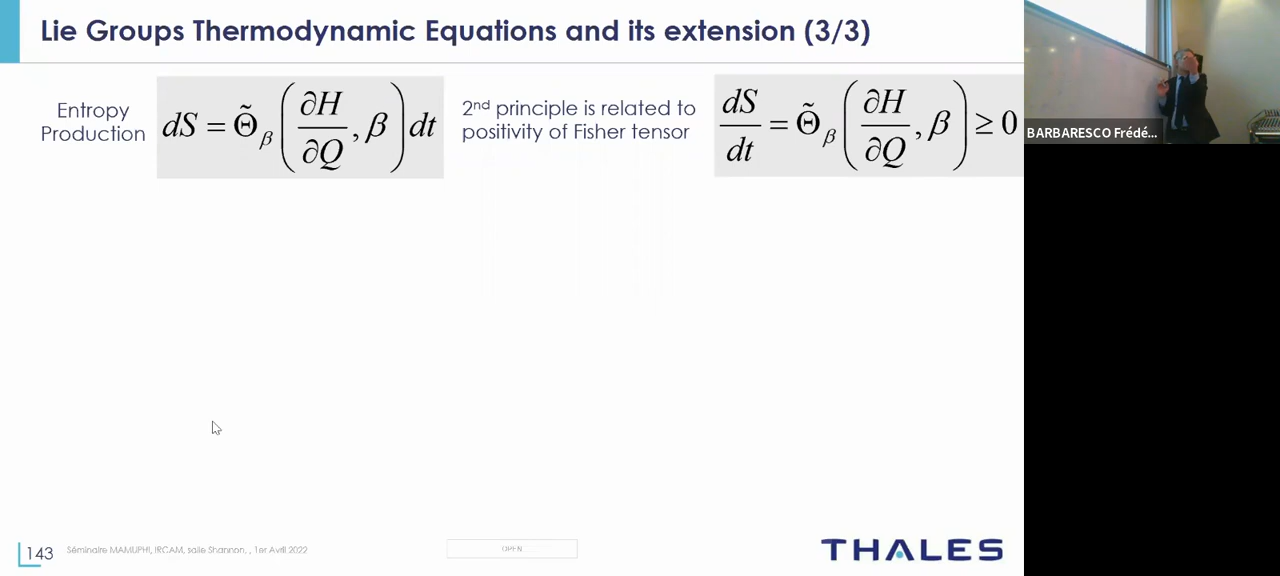 Lie Groups Thermodynamic Equations and its extension (3/3)
Entropy
Production
dS = Θ̃_β (∂H/∂Q, β) dt
2nd principle is related to
positivity of Fisher tensor
dS/dt = Θ̃_β (∂H/∂Q, β) ≥ 0
BARBARESCO Frédé...
143
Séminaire MAMUPHI, IRCAM, salle Shannon, , 1er Avril 2022
OPEN
THALES